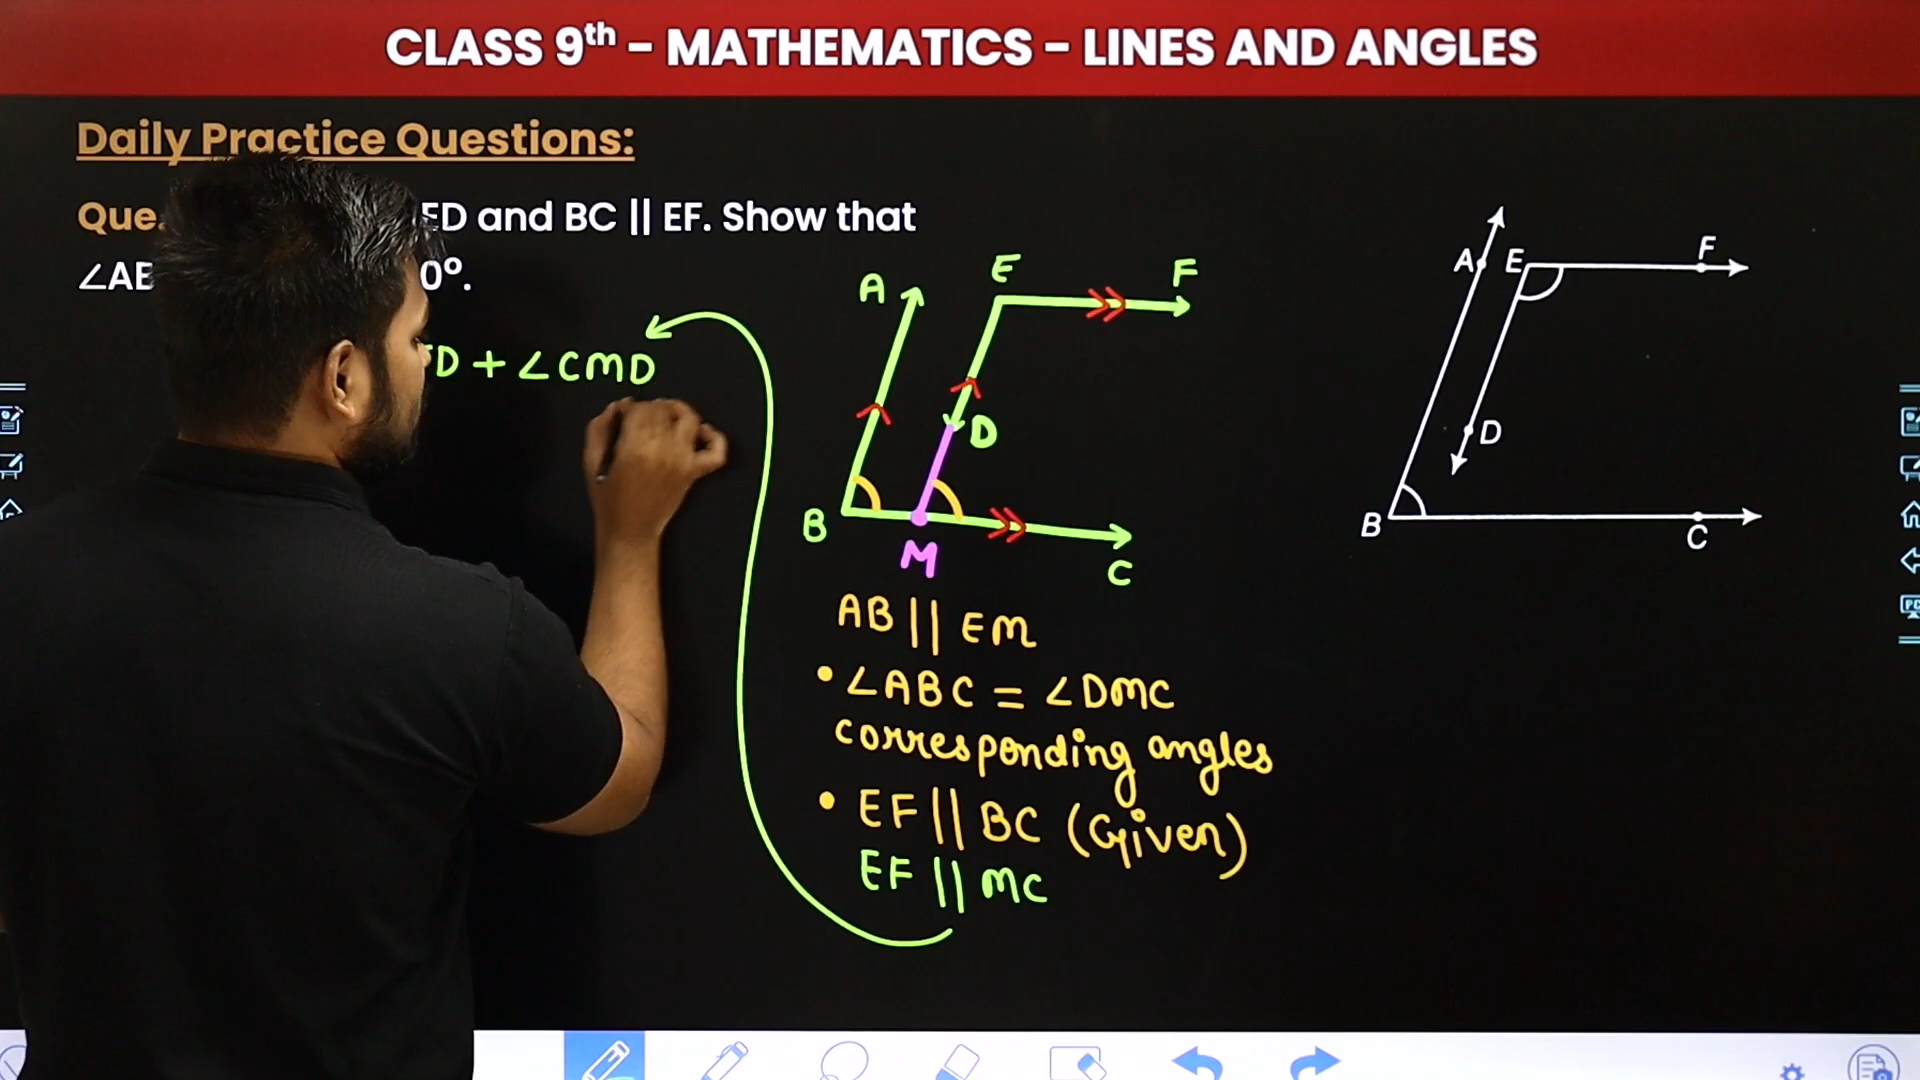 CLASS 9th – MATHEMATICS – LINES AND ANGLES
Daily Practice Questions:
Que. ED and BC || EF. Show that
∠AB 0°.
D + ∠CMD
A
E
F
D
B
M
C
AB || EM
• ∠ABC = ∠DMC
corresponding angles
• EF || BC (Given)
EF || MC
A
E
F
D
B
C